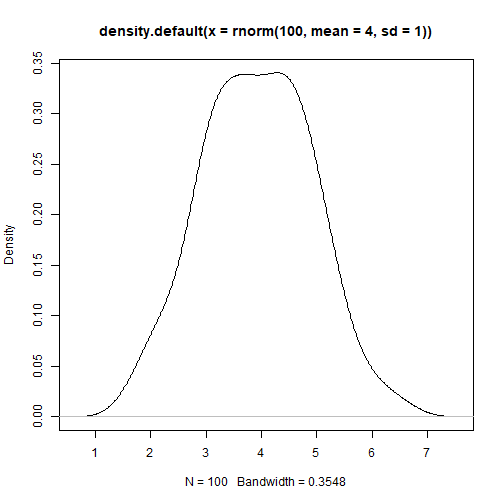 density.default(x = rnorm(100, mean = 4, sd = 1))
Density
0.35
0.30
0.25
0.20
0.15
0.10
0.05
0.00
1 2 3 4 5 6 7
N = 100 Bandwidth = 0.3548